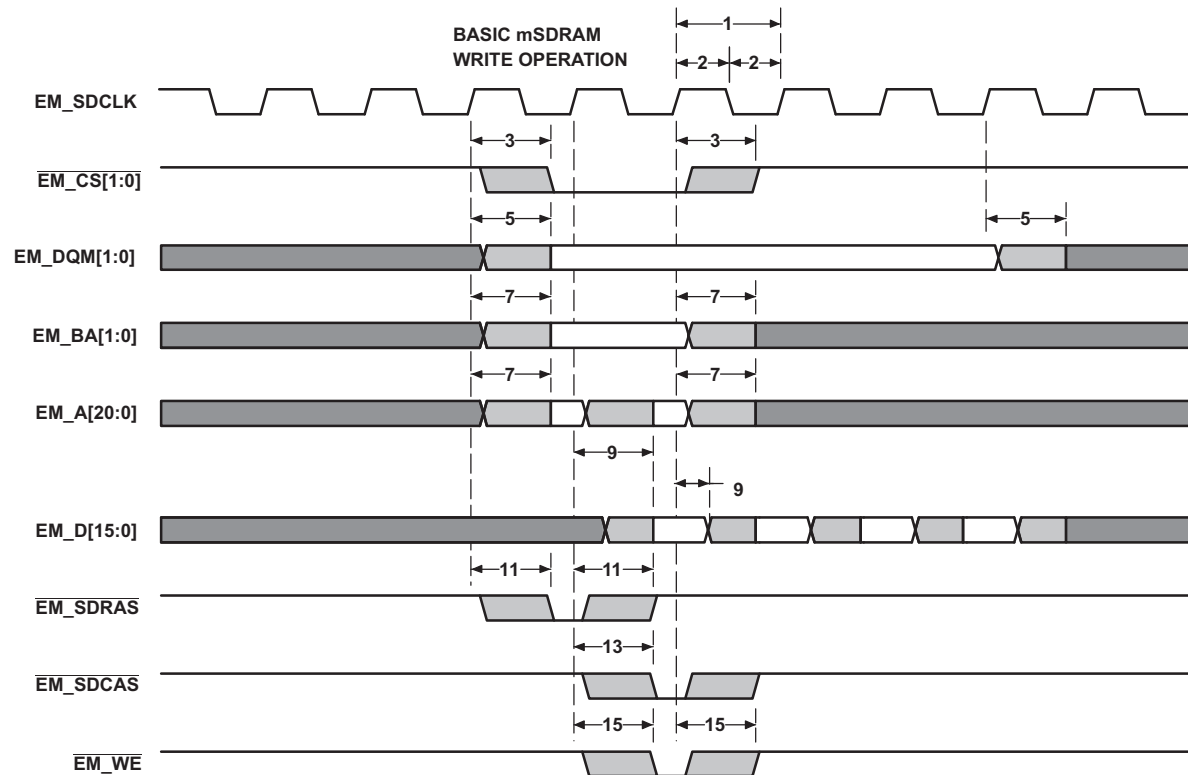 BASIC mSDRAM
WRITE OPERATION
1
2 2
EM_SDCLK
3 3
EM_CS[1:0]
5 5
EM_DQM[1:0]
7 7
EM_BA[1:0]
7 7
EM_A[20:0]
9
9
EM_D[15:0]
11 11
EM_SDRAS
13
EM_SDCAS
15 15
EM_WE